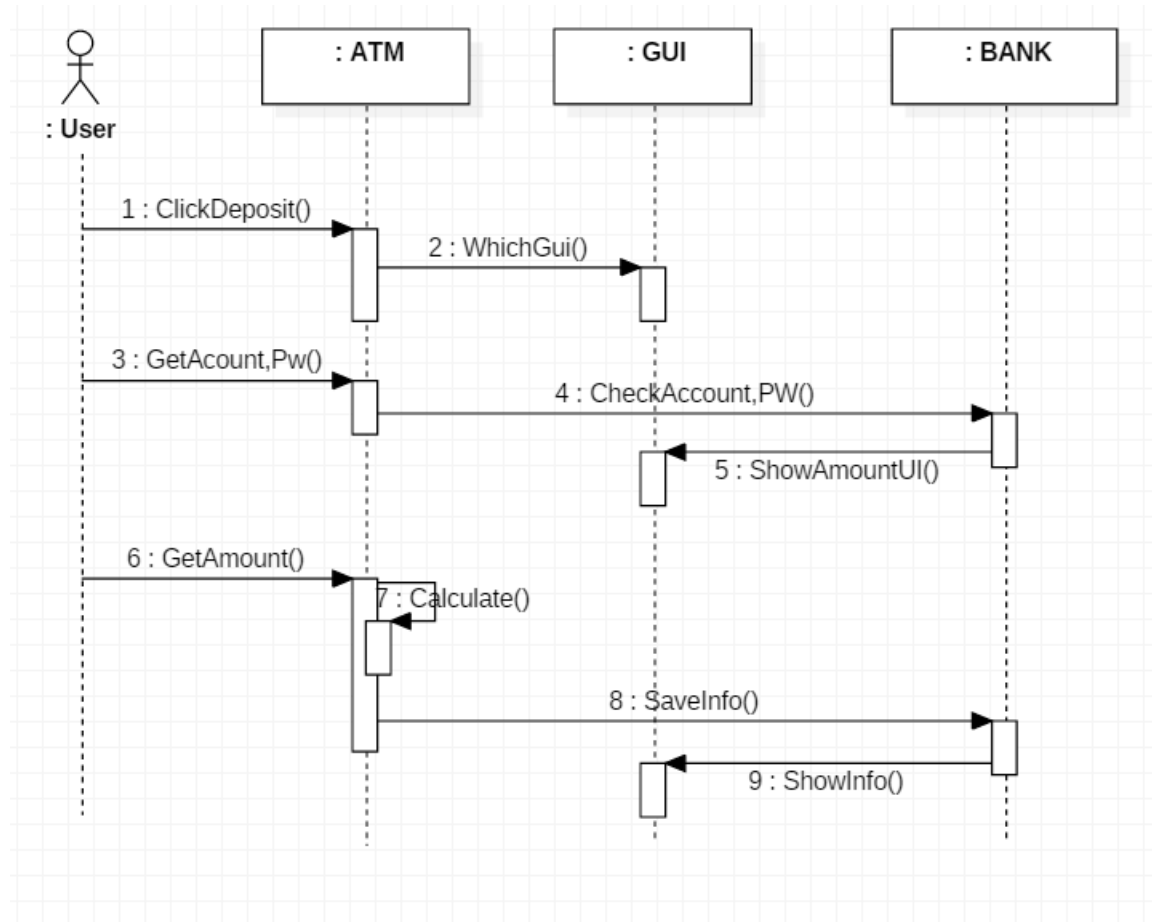 : ATM
: GUI
: BANK
: User
1 : ClickDeposit()
2 : WhichGui()
3 : GetAcount,Pw()
4 : CheckAccount,PW()
5 : ShowAmountUI()
6 : GetAmount()
7 : Calculate()
8 : SaveInfo()
9 : ShowInfo()